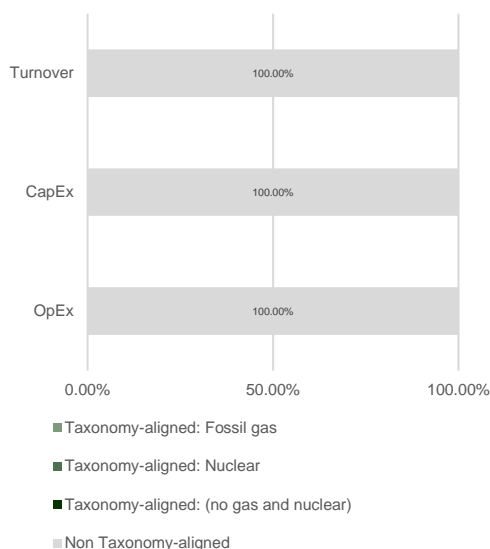 Turnover
100.00%
CapEx
100.00%
OpEx
100.00%
0.00% 50.00% 100.00%
Taxonomy-aligned: Fossil gas
Taxonomy-aligned: Nuclear
Taxonomy-aligned: (no gas and nuclear)
Non Taxonomy-aligned